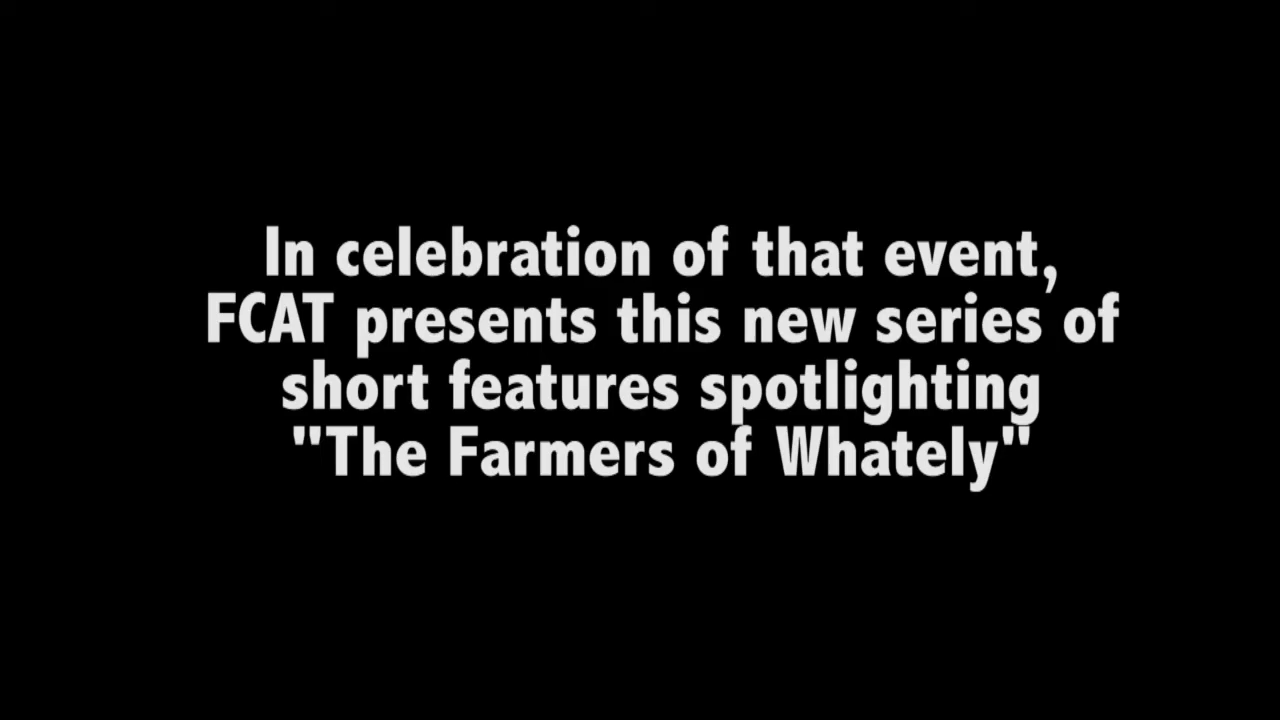 In celebration of that event,
FCAT presents this new series of
short features spotlighting
"The Farmers of Whately"